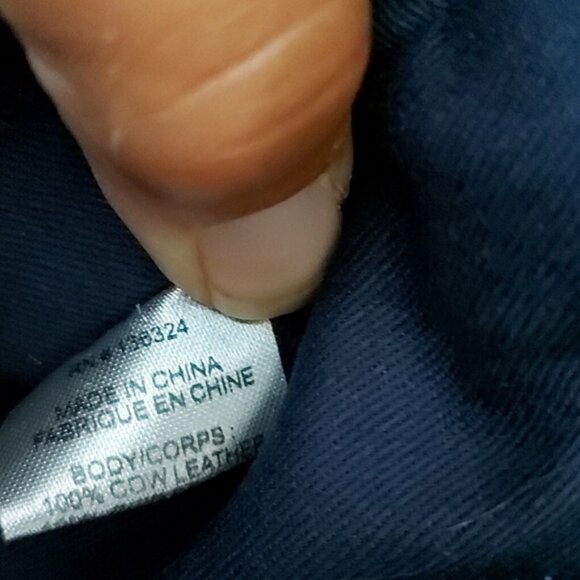 RN # 136324
MADE IN CHINA
FABRIQUE EN CHINE
BODY/CORPS :
100% COW LEATHER